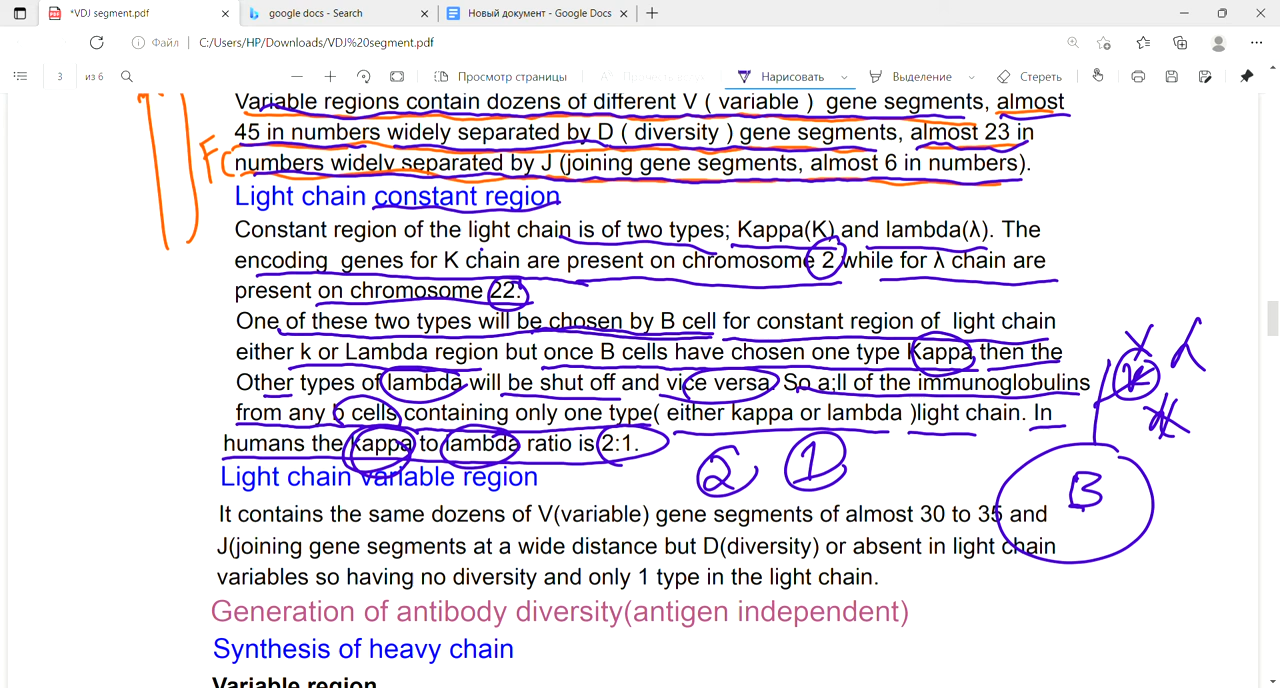 *VDJ segment.pdf
google docs - Search
Новый документ - Google Docs
Файл
C:/Users/HP/Downloads/VDJ%20segment.pdf
3 из 6
Просмотр страницы
Прочесть вслух
Нарисовать
Выделение
Стереть
Variable regions contain dozens of different V ( variable ) gene segments, almost
45 in numbers widely separated by D ( diversity ) gene segments, almost 23 in
numbers widely separated by J (joining gene segments, almost 6 in numbers).
Fc
Light chain constant region
Constant region of the light chain is of two types; Kappa(K) and lambda(λ). The
encoding genes for K chain are present on chromosome 2 while for λ chain are
present on chromosome 22.
One of these two types will be chosen by B cell for constant region of light chain
either k or Lambda region but once B cells have chosen one type Kappa, then the
Other types of lambda will be shut off and vice versa. So a;ll of the immunoglobulins
from any b cells containing only one type( either kappa or lambda )light chain. In
humans the kappa to lambda ratio is 2:1.
2 1
B
Light chain variable region
It contains the same dozens of V(variable) gene segments of almost 30 to 35 and
J(joining gene segments at a wide distance but D(diversity) or absent in light chain
variables so having no diversity and only 1 type in the light chain.
Generation of antibody diversity(antigen independent)
Synthesis of heavy chain
Variable region